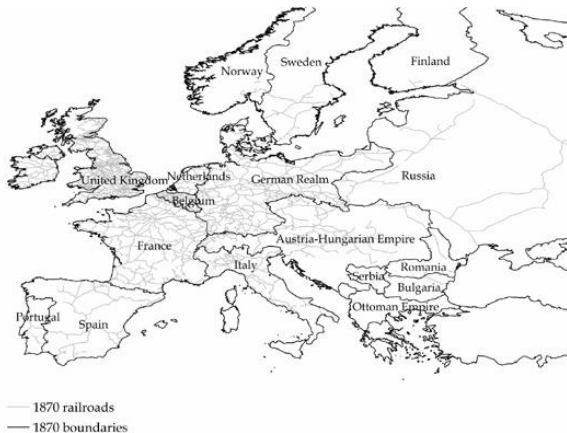 Sweden
Finland
Norway
United Kingdom
Netherlands
German Realm
Russia
Belgium
France
Austria-Hungarian Empire
Italy
Romania
Serbia
Bulgaria
Ottoman Empire
Portugal
Spain
1870 railroads
1870 boundaries